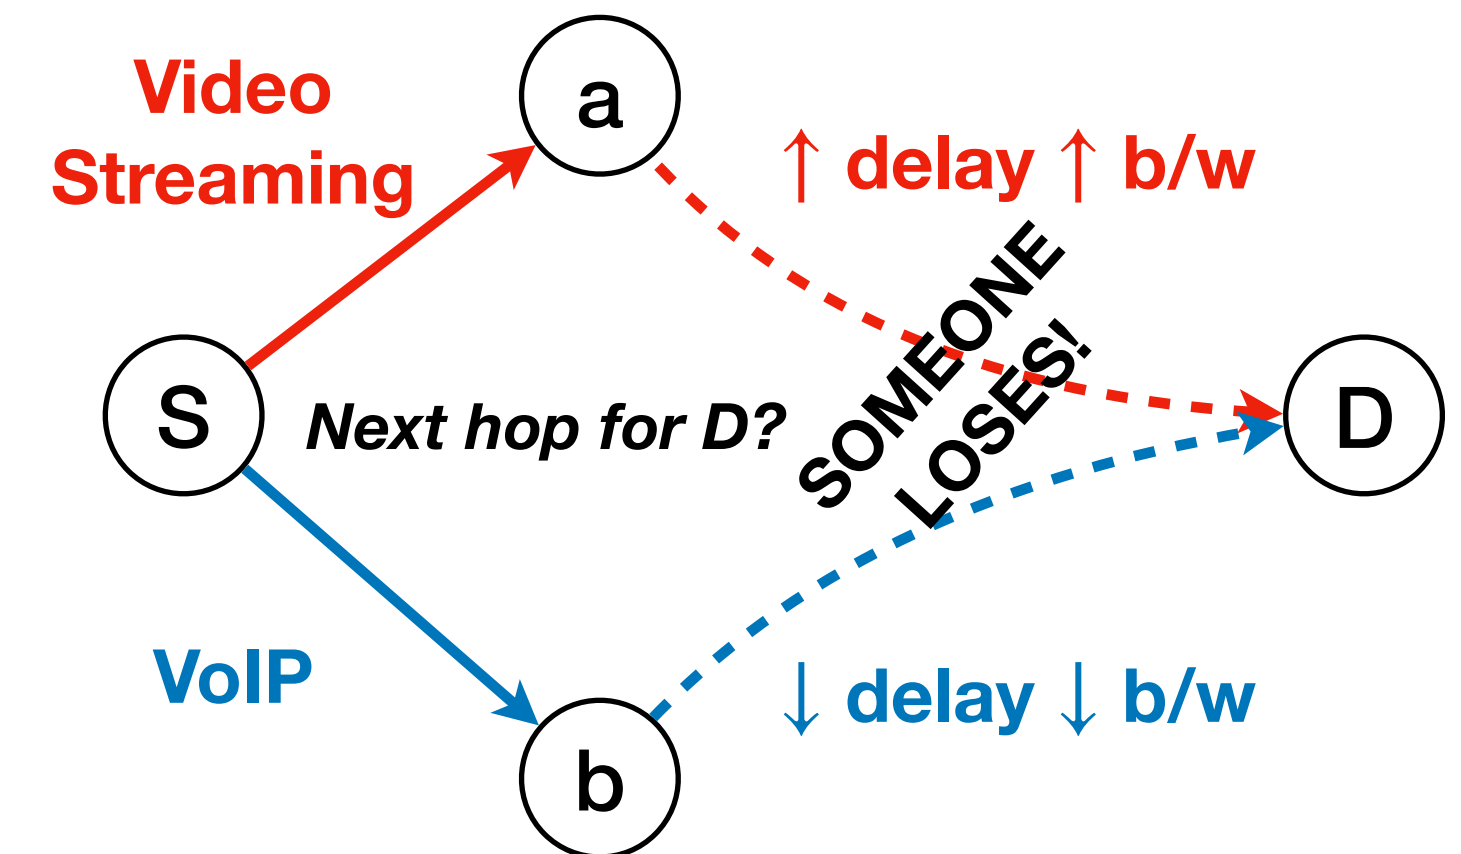 Video
Streaming
a
↑ delay ↑ b/w
S
Next hop for D?
SOMEONE
LOSES!
D
VoIP
b
↓ delay ↓ b/w